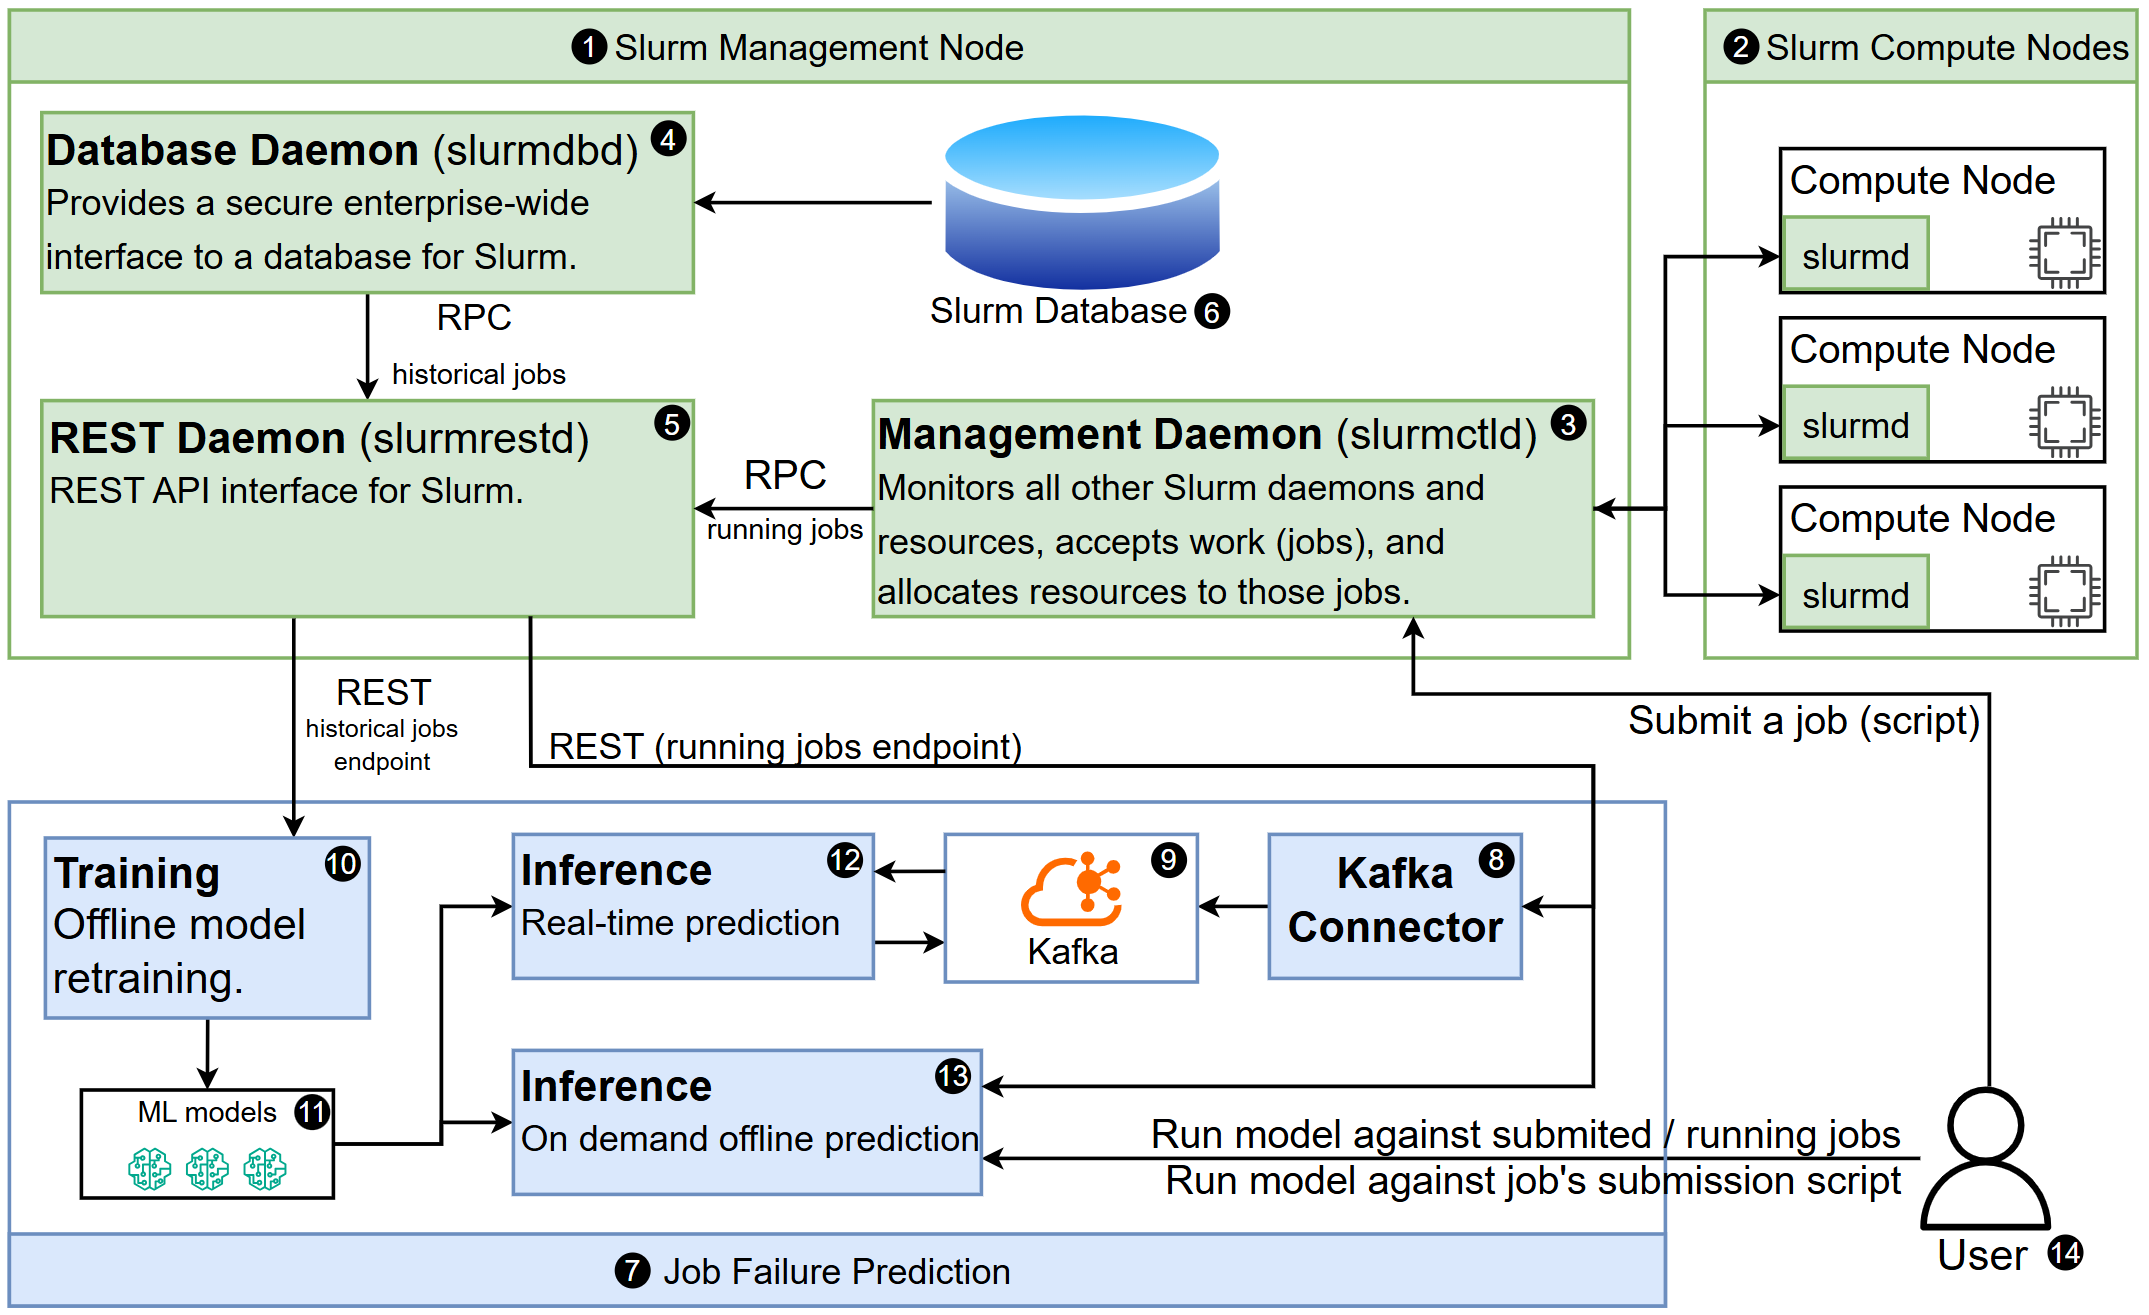 1 Slurm Management Node
2 Slurm Compute Nodes
Database Daemon (slurmdbd) 4
Provides a secure enterprise-wide
interface to a database for Slurm.
Slurm Database 6
RPC
historical jobs
REST Daemon (slurmrestd) 5
REST API interface for Slurm.
RPC
running jobs
Management Daemon (slurmctld) 3
Monitors all other Slurm daemons and
resources, accepts work (jobs), and
allocates resources to those jobs.
Compute Node
slurmd
Compute Node
slurmd
Compute Node
slurmd
REST
historical jobs
endpoint
REST (running jobs endpoint)
Submit a job (script)
Training 10
Offline model
retraining.
Inference 12
Real-time prediction
9
Kafka
Kafka 8
Connector
ML models 11
Inference 13
On demand offline prediction
Run model against submited / running jobs
Run model against job's submission script
User 14
7 Job Failure Prediction